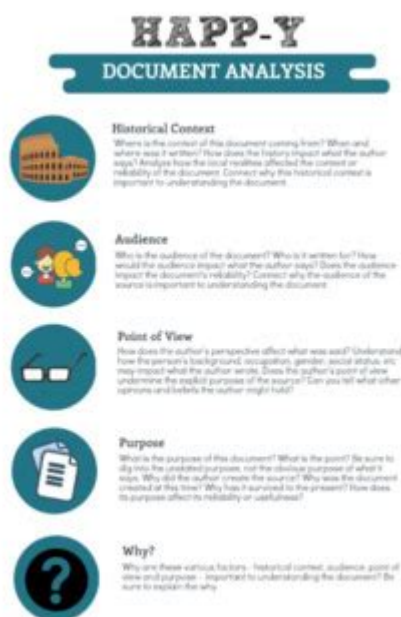 HAPP-Y
DOCUMENT ANALYSIS
Historical Context
Where is the context of this document coming from? When and
where was it written? How does the history impact what the author
says? Analyze how the local realities affected the content or
reliability of the document. Connect why this historical context is
important to understanding the document.
Audience
Who is the audience of the document? Who is it written for? How
would the audience impact what the author says? Does the audience
impact the document's reliability? Connect why the audience of the
source is important to understanding the document.
Point of View
How does the author's perspective affect what was said? Understand
how the person's background, occupation, gender, social status, etc
may impact what the author wrote. Does the author's point of view
undermine the explicit purpose of the source? Can you tell what other
opinions and beliefs the author might hold?
Purpose
What is the purpose of this document? What is the point? Be sure to
dig into the unstated purpose, not the obvious purpose of what it
says. Why did the author create the source? Why was the document
created at this time? Why has it survived to the present? How does
its purpose affect its reliability or usefulness?
Why?
Why are these various factors - historical context, audience, point of
view and purpose - important to understanding the document? Be
sure to explain the why.